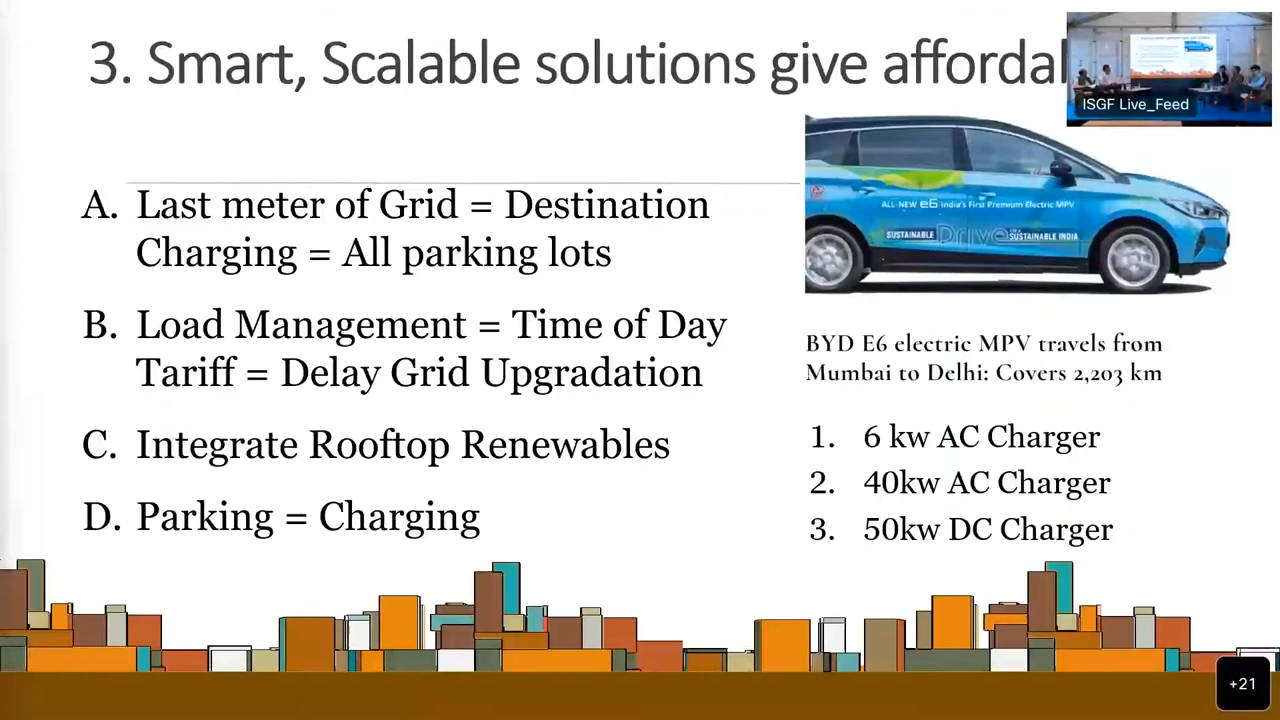 3. Smart, Scalable solutions give affordal
ISGF Live_Feed
A. Last meter of Grid = Destination
Charging = All parking lots
B. Load Management = Time of Day
Tariff = Delay Grid Upgradation
C. Integrate Rooftop Renewables
D. Parking = Charging
ALL-NEW e6 India's First Premium Electric MPV
SUSTAINABLE Drive FOR A SUSTAINABLE INDIA
BYD E6 electric MPV travels from
Mumbai to Delhi: Covers 2,203 km
1. 6 kw AC Charger
2. 40kw AC Charger
3. 50kw DC Charger
+21